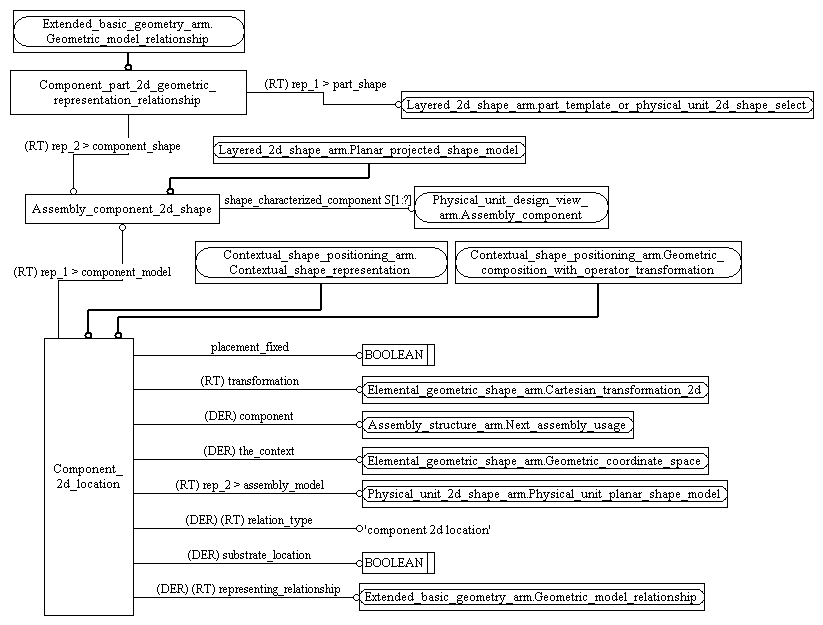 Extended_basic_geometry_arm.
Geometric_model_relationship
Component_part_2d_geometric_
representation_relationship
(RT) rep_1 > part_shape
Layered_2d_shape_arm.part_template_or_physical_unit_2d_shape_select
(RT) rep_2 > component_shape
Layered_2d_shape_arm.Planar_projected_shape_model
Assembly_component_2d_shape
shape_characterized_component S[1:?]
Physical_unit_design_view_
arm.Assembly_component
(RT) rep_1 > component_model
Contextual_shape_positioning_arm.
Contextual_shape_representation
Contextual_shape_positioning_arm.Geometric_
composition_with_operator_transformation
Component_
2d_location
placement_fixed
BOOLEAN
(RT) transformation
Elemental_geometric_shape_arm.Cartesian_transformation_2d
(DER) component
Assembly_structure_arm.Next_assembly_usage
(DER) the_context
Elemental_geometric_shape_arm.Geometric_coordinate_space
(RT) rep_2 > assembly_model
Physical_unit_2d_shape_arm.Physical_unit_planar_shape_model
(DER) (RT) relation_type
'component 2d location'
(DER) substrate_location
BOOLEAN
(DER) (RT) representing_relationship
Extended_basic_geometry_arm.Geometric_model_relationship